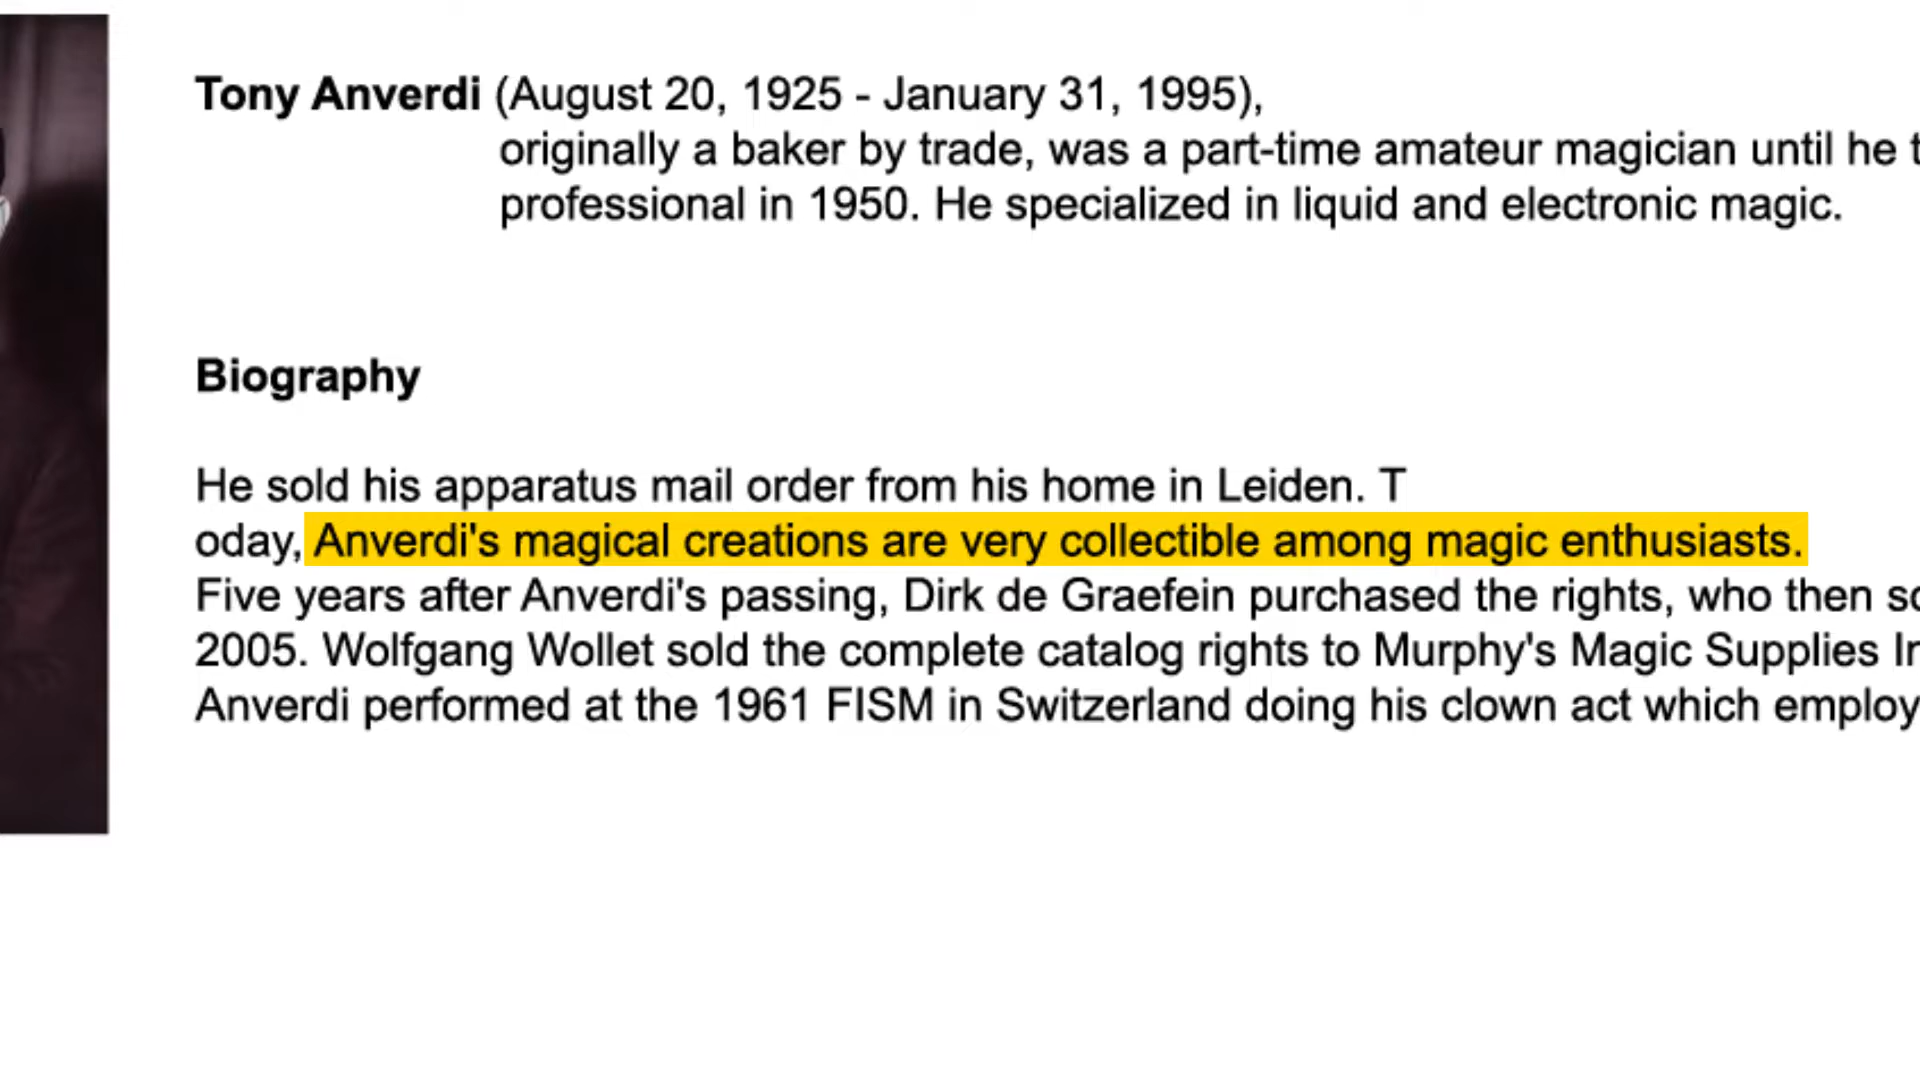 Tony Anverdi (August 20, 1925 - January 31, 1995),
originally a baker by trade, was a part-time amateur magician until he t
professional in 1950. He specialized in liquid and electronic magic.
Biography
He sold his apparatus mail order from his home in Leiden. T
oday, Anverdi's magical creations are very collectible among magic enthusiasts.
Five years after Anverdi's passing, Dirk de Graefein purchased the rights, who then so
2005. Wolfgang Wollet sold the complete catalog rights to Murphy's Magic Supplies In
Anverdi performed at the 1961 FISM in Switzerland doing his clown act which employ